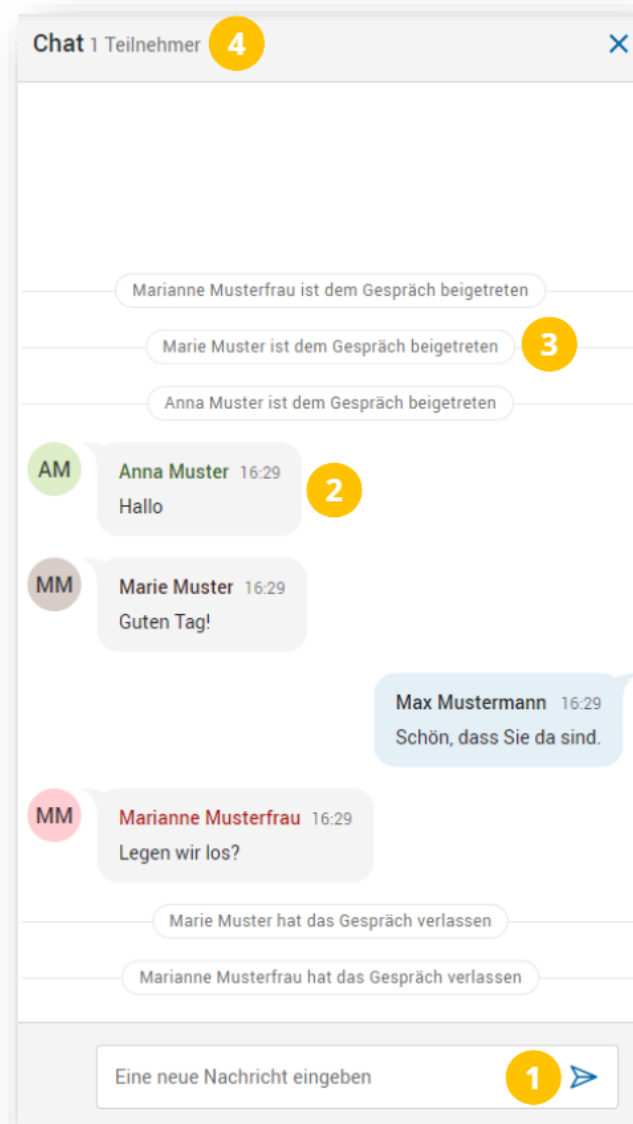 Chat 1 Teilnehmer 4
Marianne Musterfrau ist dem Gespräch beigetreten
Marie Muster ist dem Gespräch beigetreten 3
Anna Muster ist dem Gespräch beigetreten
AM
Anna Muster 16:29
Hallo
2
MM
Marie Muster 16:29
Guten Tag!
Max Mustermann 16:29
Schön, dass Sie da sind.
MM
Marianne Musterfrau 16:29
Legen wir los?
Marie Muster hat das Gespräch verlassen
Marianne Musterfrau hat das Gespräch verlassen
Eine neue Nachricht eingeben 1